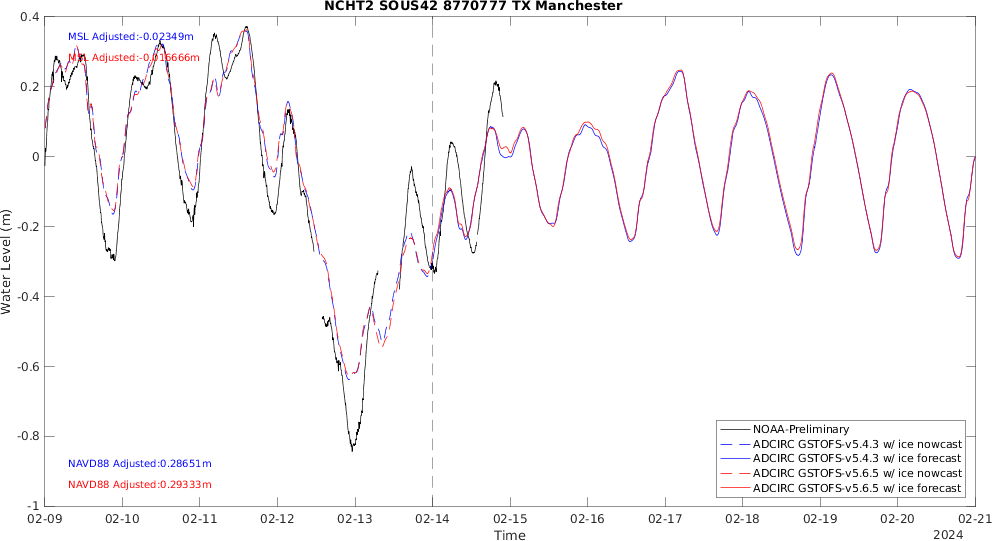 NCHT2 SOUS42 8770777 TX Manchester
MSL Adjusted:-0.02349m
MSL Adjusted:-0.016666m
NAVD88 Adjusted:0.28651m
NAVD88 Adjusted:0.29333m
Water Level (m)
0.4
0.2
0
-0.2
-0.4
-0.6
-0.8
-1
02-09
02-10
02-11
02-12
02-13
02-14
02-15
02-16
02-17
02-18
02-19
02-20
02-21
Time
2024
NOAA-Preliminary
ADCIRC GSTOFS-v5.4.3 w/ ice nowcast
ADCIRC GSTOFS-v5.4.3 w/ ice forecast
ADCIRC GSTOFS-v5.6.5 w/ ice nowcast
ADCIRC GSTOFS-v5.6.5 w/ ice forecast